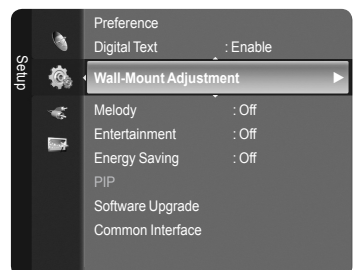 Setup
Preference
Digital Text : Enable
Wall-Mount Adjustment
Melody : Off
Entertainment : Off
Energy Saving : Off
PIP
Software Upgrade
Common Interface